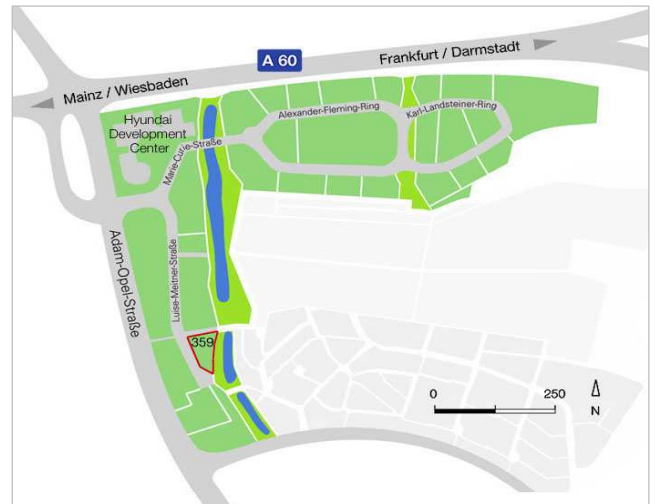 A 60
Frankfurt / Darmstadt
Mainz / Wiesbaden
Hyundai
Development
Center
Alexander-Fleming-Ring
Karl-Landsteiner-Ring
Marie-Curie-Straße
Luise-Meitner-Straße
Adam-Opel-Straße
359
0 250
N